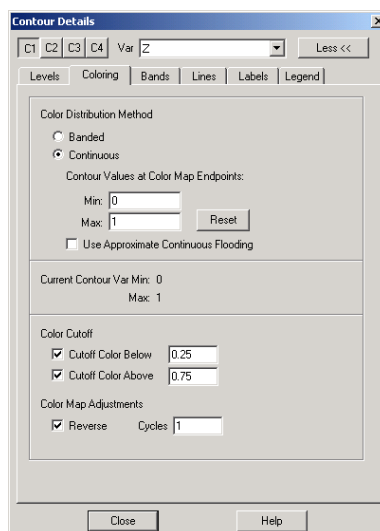 Contour Details
C1 C2 C3 C4 Var Z Less <<
Levels Coloring Bands Lines Labels Legend
Color Distribution Method
Banded
Continuous
Contour Values at Color Map Endpoints:
Min: 0
Max: 1 Reset
Use Approximate Continuous Flooding
Current Contour Var Min: 0
Max: 1
Color Cutoff
Cutoff Color Below 0.25
Cutoff Color Above 0.75
Color Map Adjustments
Reverse Cycles 1
Close Help